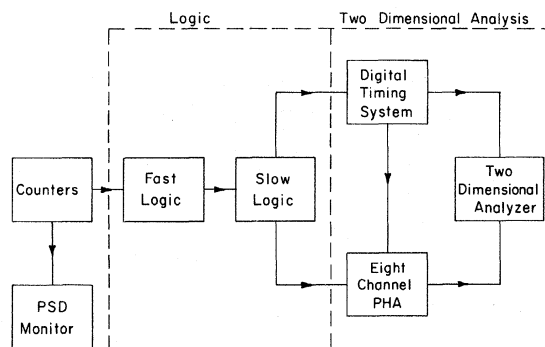 Logic
Two Dimensional Analysis
Digital
Timing
System
Counters
Fast
Logic
Slow
Logic
Two
Dimensional
Analyzer
PSD
Monitor
Eight
Channel
PHA